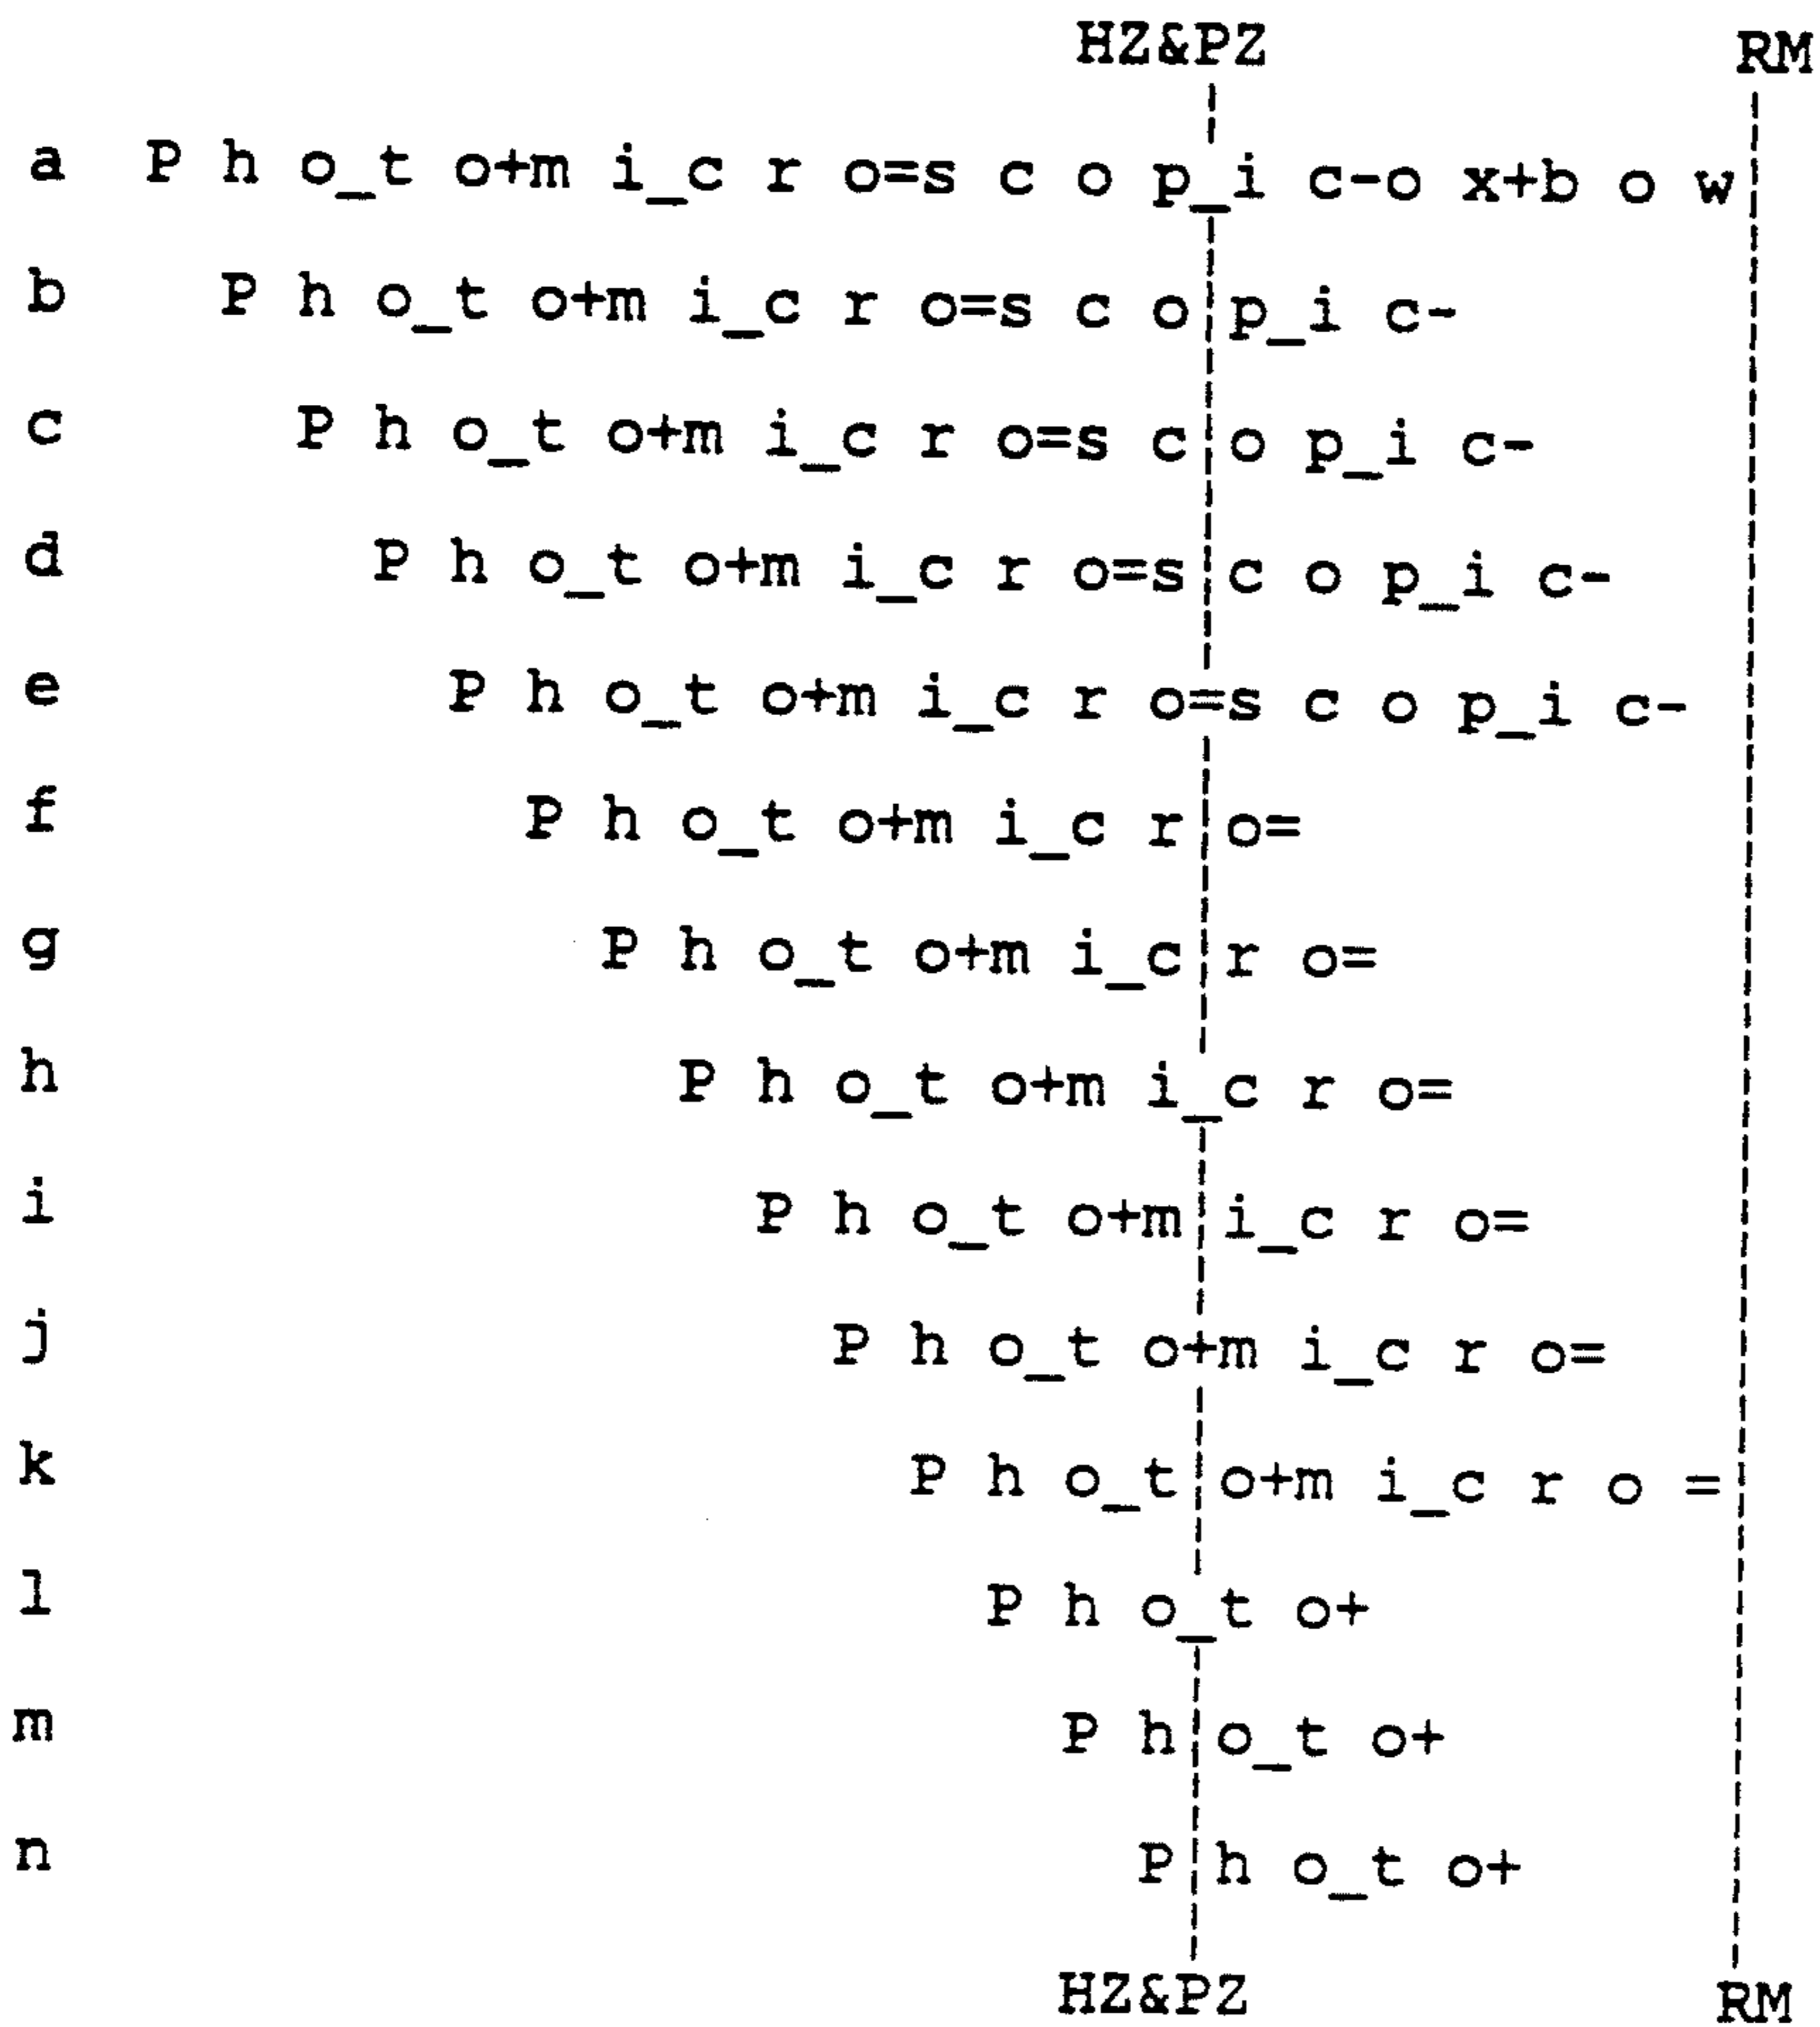 HZ&PZ RM
a P h o_t o+m i_c r o=s c o p_i c-o x+b o w
b P h o_t o+m i_c r o=s c o p_i c-
c P h o_t o+m i_c r o=s c o p_i c-
d P h o_t o+m i_c r o=s c o p_i c-
e P h o_t o+m i_c r o=s c o p_i c-
f P h o_t o+m i_c r o=
g P h o_t o+m i_c r o=
h P h o_t o+m i_c r o=
i P h o_t o+m i_c r o=
j P h o_t o+m i_c r o=
k P h o_t o+m i_c r o =
l P h o_t o+
m P h o_t o+
n P h o_t o+
HZ&PZ RM